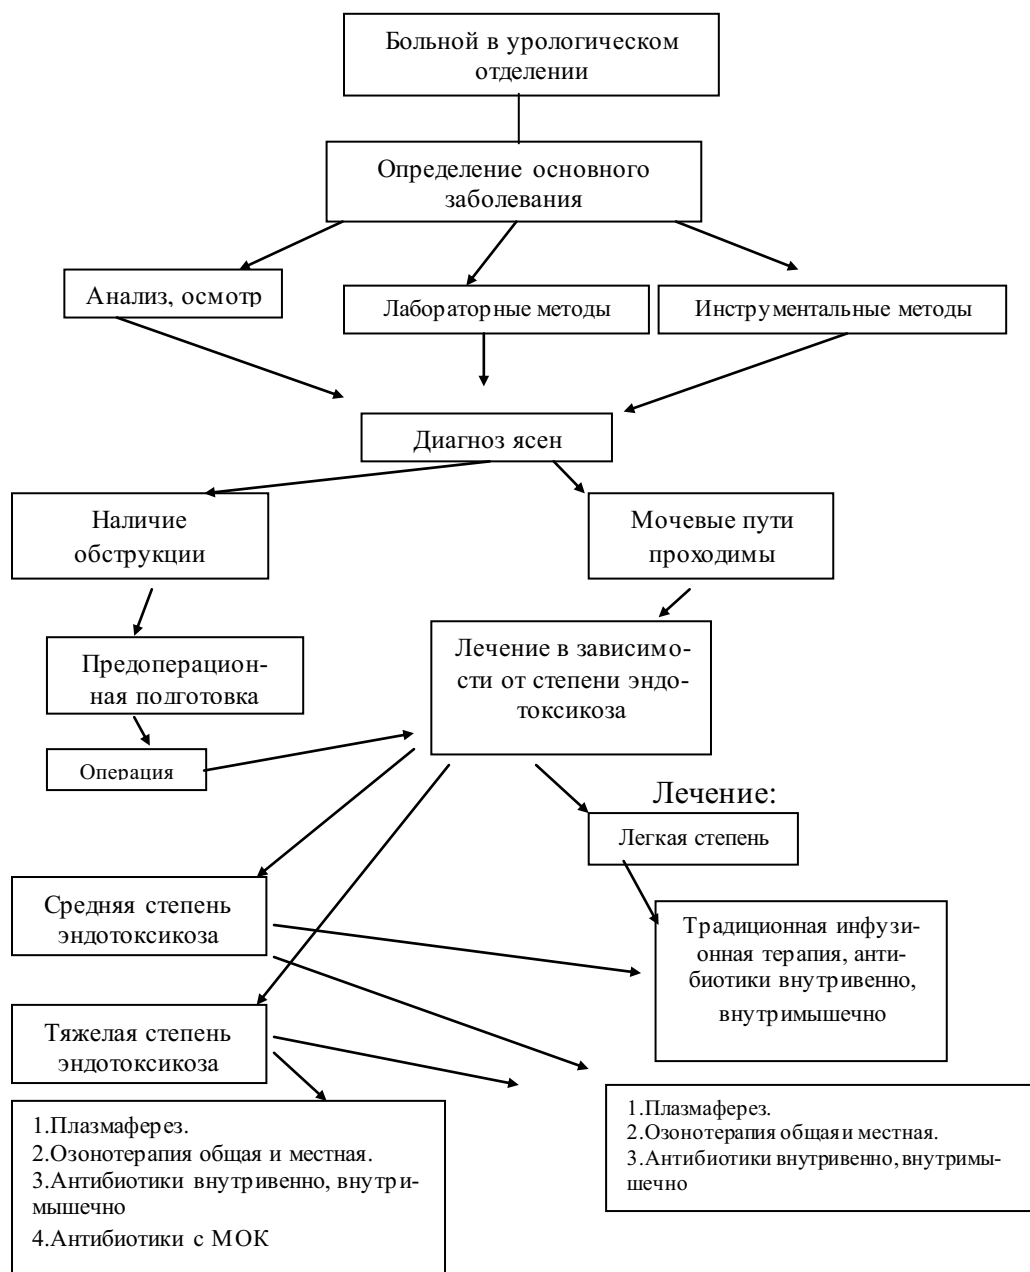 Больной в урологическом
отделении
Определение основного
заболевания
Анализ, осмотр
Лабораторные методы
Инструментальные методы
Диагноз ясен
Наличие
обструкции
Мочевые пути
проходимы
Предоперацион-
ная подготовка
Лечение в зависимо-
сти от степени эндо-
токсикоза
Операция
Лечение:
Легкая степень
Средняя степень
эндотоксикоза
Традиционная инфузи-
онная терапия, анти-
биотики внутривенно,
внутримышечно
Тяжелая степень
эндотоксикоза
1.Плазмаферез.
2.Озонотерапия общая и местная.
3.Антибиотики внутривенно, внутри-
мышечно
4.Антибиотики с МОК
1.Плазмаферез.
2.Озонотерапия общая и местная.
3.Антибиотики внутривенно, внутримы-
шечно